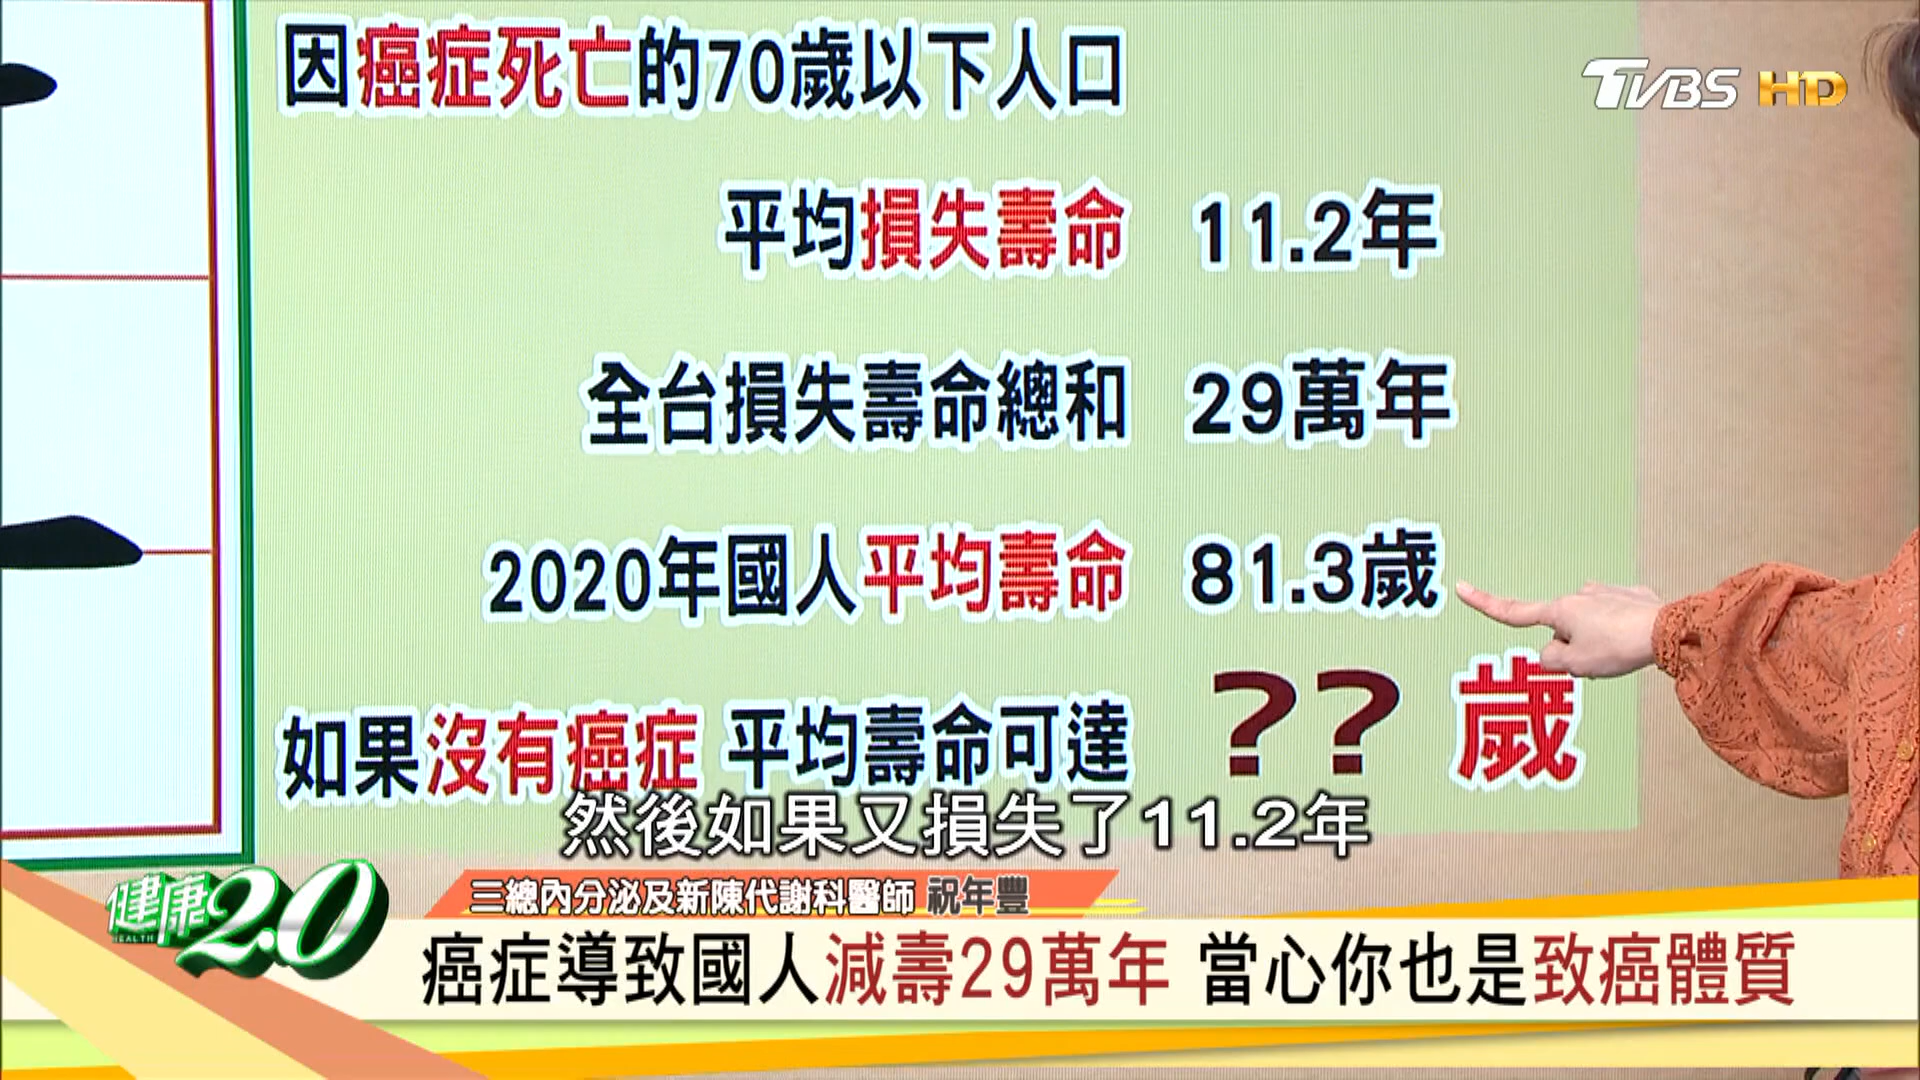 因癌症死亡的70歲以下人口
TVBS HD
平均損失壽命 11.2年
全台損失壽命總和 29萬年
2020年國人平均壽命 81.3歲
如果沒有癌症 平均壽命可達 ??歲
然後如果又損失了11.2年
健康2.0
HEALTH
三總內分泌及新陳代謝科醫師 祝年豐
癌症導致國人減壽29萬年 當心你也是致癌體質